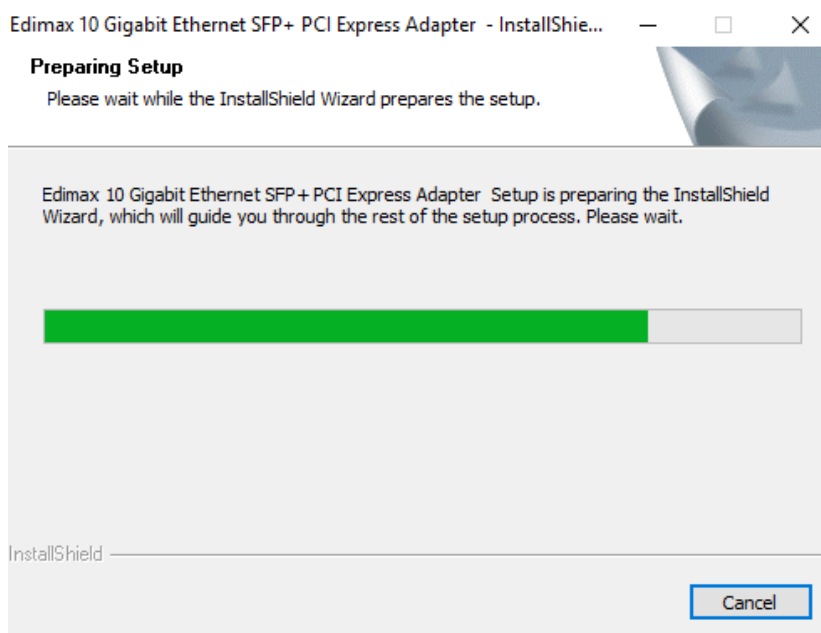 Edimax 10 Gigabit Ethernet SFP+ PCI Express Adapter - InstallShie...
Preparing Setup
Please wait while the InstallShield Wizard prepares the setup.
Edimax 10 Gigabit Ethernet SFP+ PCI Express Adapter Setup is preparing the InstallShield
Wizard, which will guide you through the rest of the setup process. Please wait.
InstallShield
Cancel